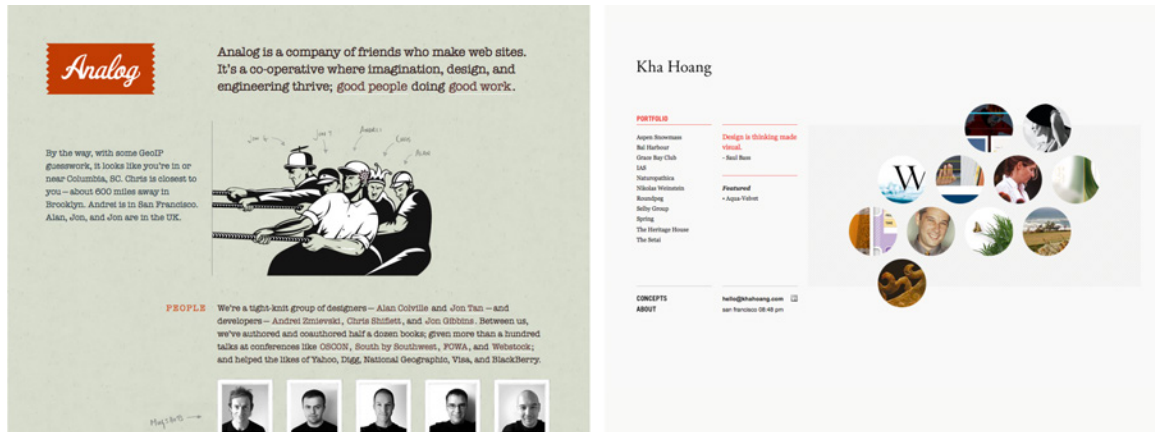 Analog
Analog is a company of friends who make web sites.
It's a co-operative where imagination, design, and
engineering thrive; good people doing good work.
JON G
JON T
ANDREI
CHRIS
ALAN
By the way, with some GeoIP
guesswork, it looks like you're in or
near Columbia, SC. Chris is closest to
you—about 600 miles away in
Brooklyn. Andrei is in San Francisco.
Alan, Jon, and Jon are in the UK.
PEOPLE
We're a tight-knit group of designers—Alan Colville and Jon Tan—and
developers—Andrei Zmievski, Chris Shiflett, and Jon Gibbins. Between us,
we've authored and coauthored half a dozen books; given more than a hundred
talks at conferences like OSCON, South by Southwest, FOWA, and Webstock;
and helped the likes of Yahoo, Digg, National Geographic, Visa, and BlackBerry.
Kha Hoang
PORTFOLIO
Aspen Snowmass
Bal Harbour
Grace Bay Club
IAS
Naturopathica
Nikolas Weinstein
Roundpeg
Selby Group
Spring
The Heritage House
The Setai
Design is thinking made
visual.
- Saul Bass
Featured
• Aqua-Velvet
W
CONCEPTS
ABOUT
hello@khahoang.com
san francisco 06:49 pm